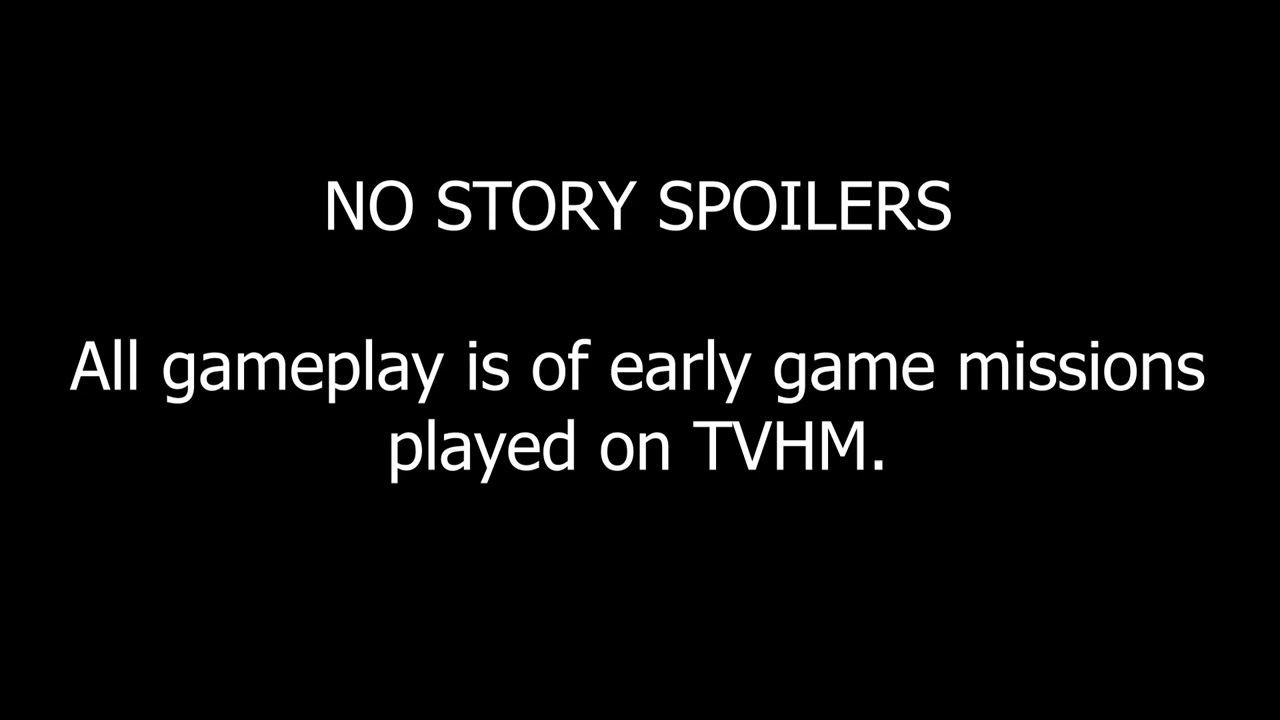 NO STORY SPOILERS
All gameplay is of early game missions
played on TVHM.